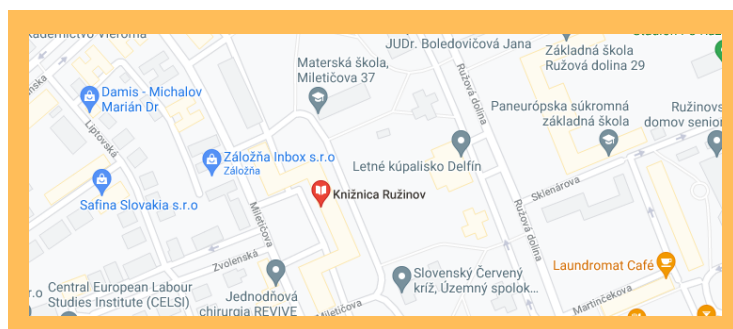 JUDr. Boledovičová Jana
Základná škola
Ružová dolina 29
Materská škola,
Miletičova 37
Ružová dolina
Damis - Michalov
Marián Dr
Paneurópska súkromná
základná škola
Ružinovs
domov senior
Liptovská
Záložňa Inbox s.r.o
Záložňa
Letné kúpalisko Delfín
Safina Slovakia s.r.o
Knižnica Ružinov
Sklenárova
Miletičova
Ružová dolina
Zvolenská
Laundromat Café
Slovenský Červený
kríž, Územný spolok...
Central European Labour
Studies Institute (CELSI)
Jednodňová
chirurgia REVIVE
Miletičova
Martinčekova